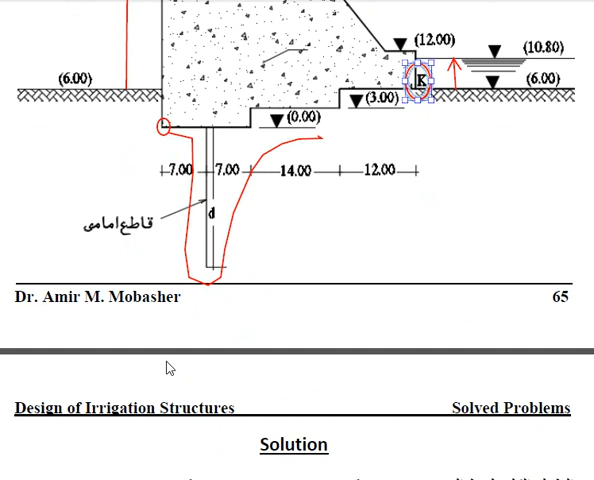 (12.00)
(10.80)
(6.00)
K
(6.00)
(3.00)
(0.00)
7.00 7.00 14.00 12.00
d
قاطع امامى
Dr. Amir M. Mobasher 65
Design of Irrigation Structures Solved Problems
Solution